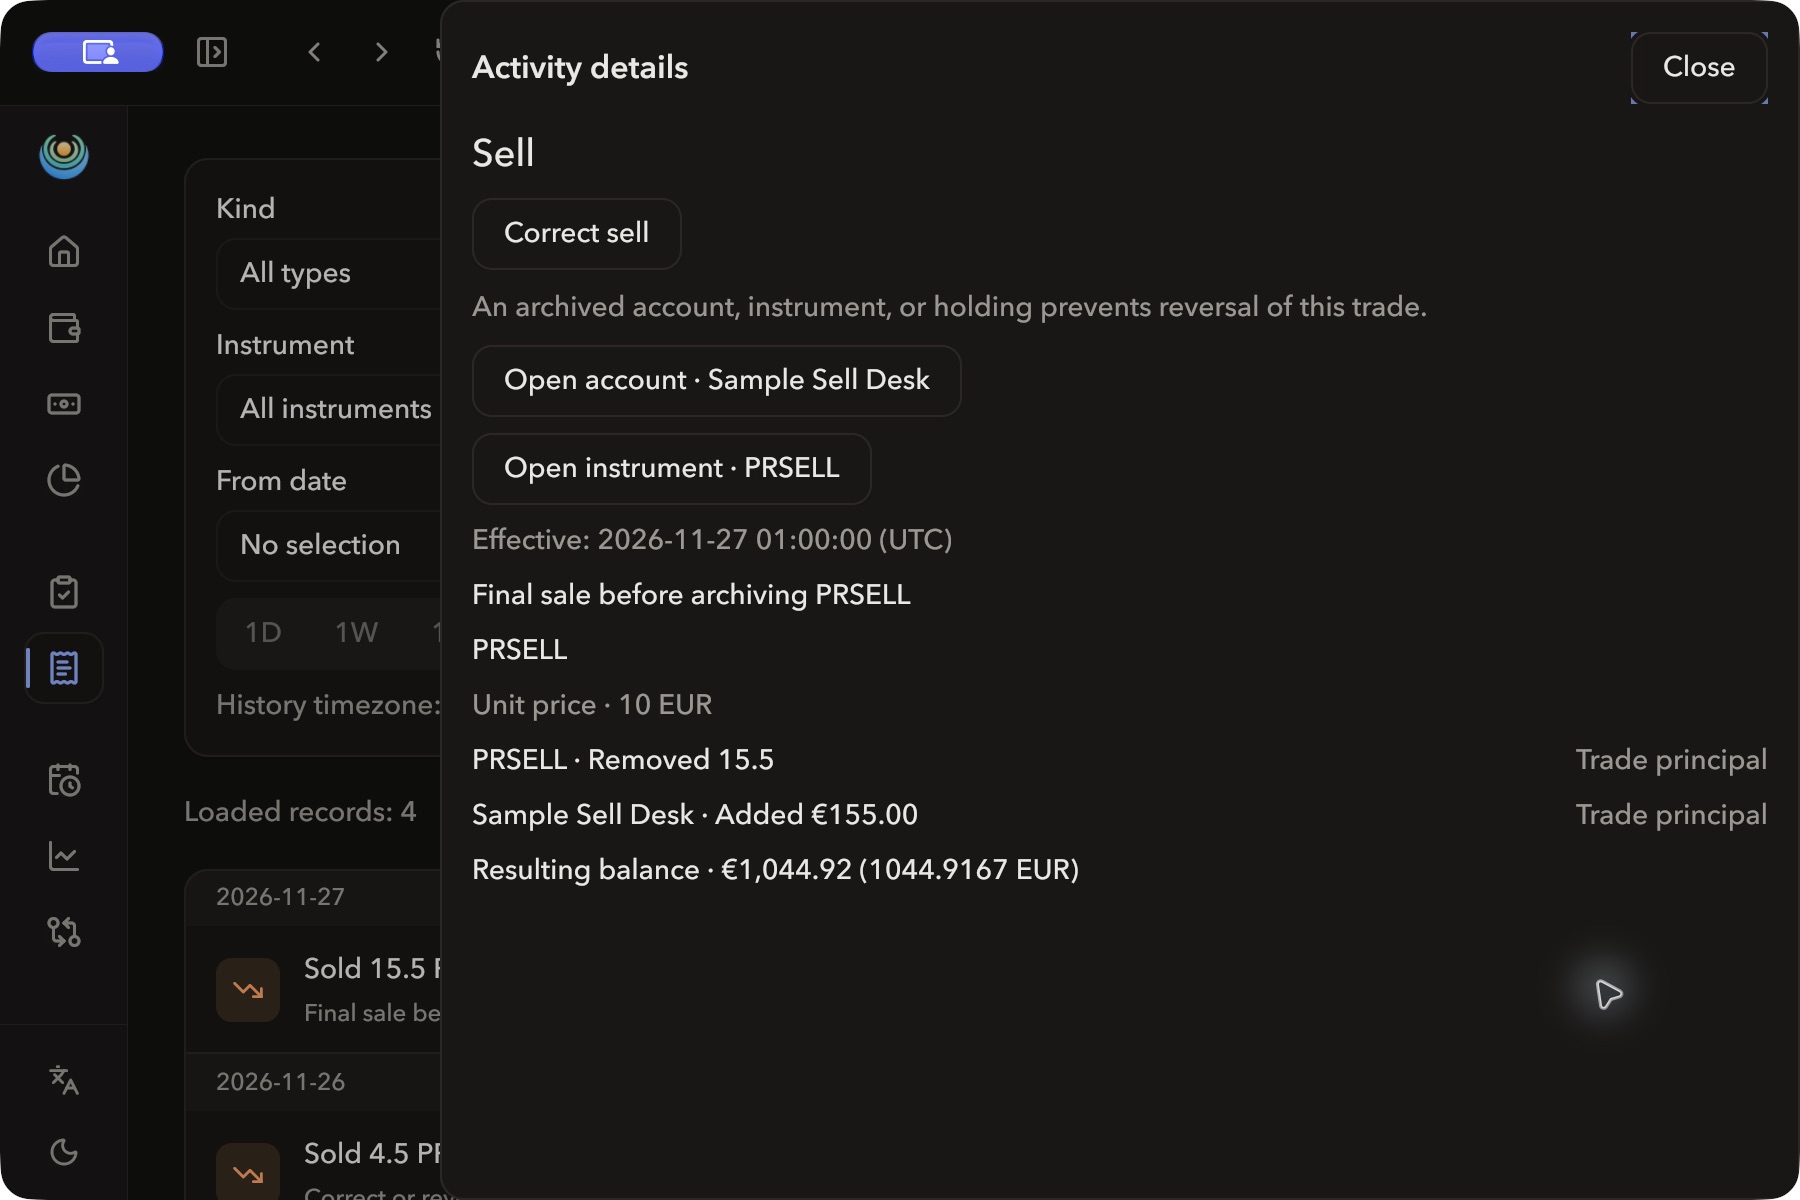 Activity details
Close
Sell
Correct sell
An archived account, instrument, or holding prevents reversal of this trade.
Open account · Sample Sell Desk
Open instrument · PRSELL
Effective: 2026-11-27 01:00:00 (UTC)
Final sale before archiving PRSELL
PRSELL
Unit price · 10 EUR
PRSELL · Removed 15.5 Trade principal
Sample Sell Desk · Added €155.00 Trade principal
Resulting balance · €1,044.92 (1044.9167 EUR)
Kind
All types
Instrument
All instruments
From date
No selection
1D 1W
History timezone:
Loaded records: 4
2026-11-27
Sold 15.5
Final sale
2026-11-26
Sold 4.5
Correct or